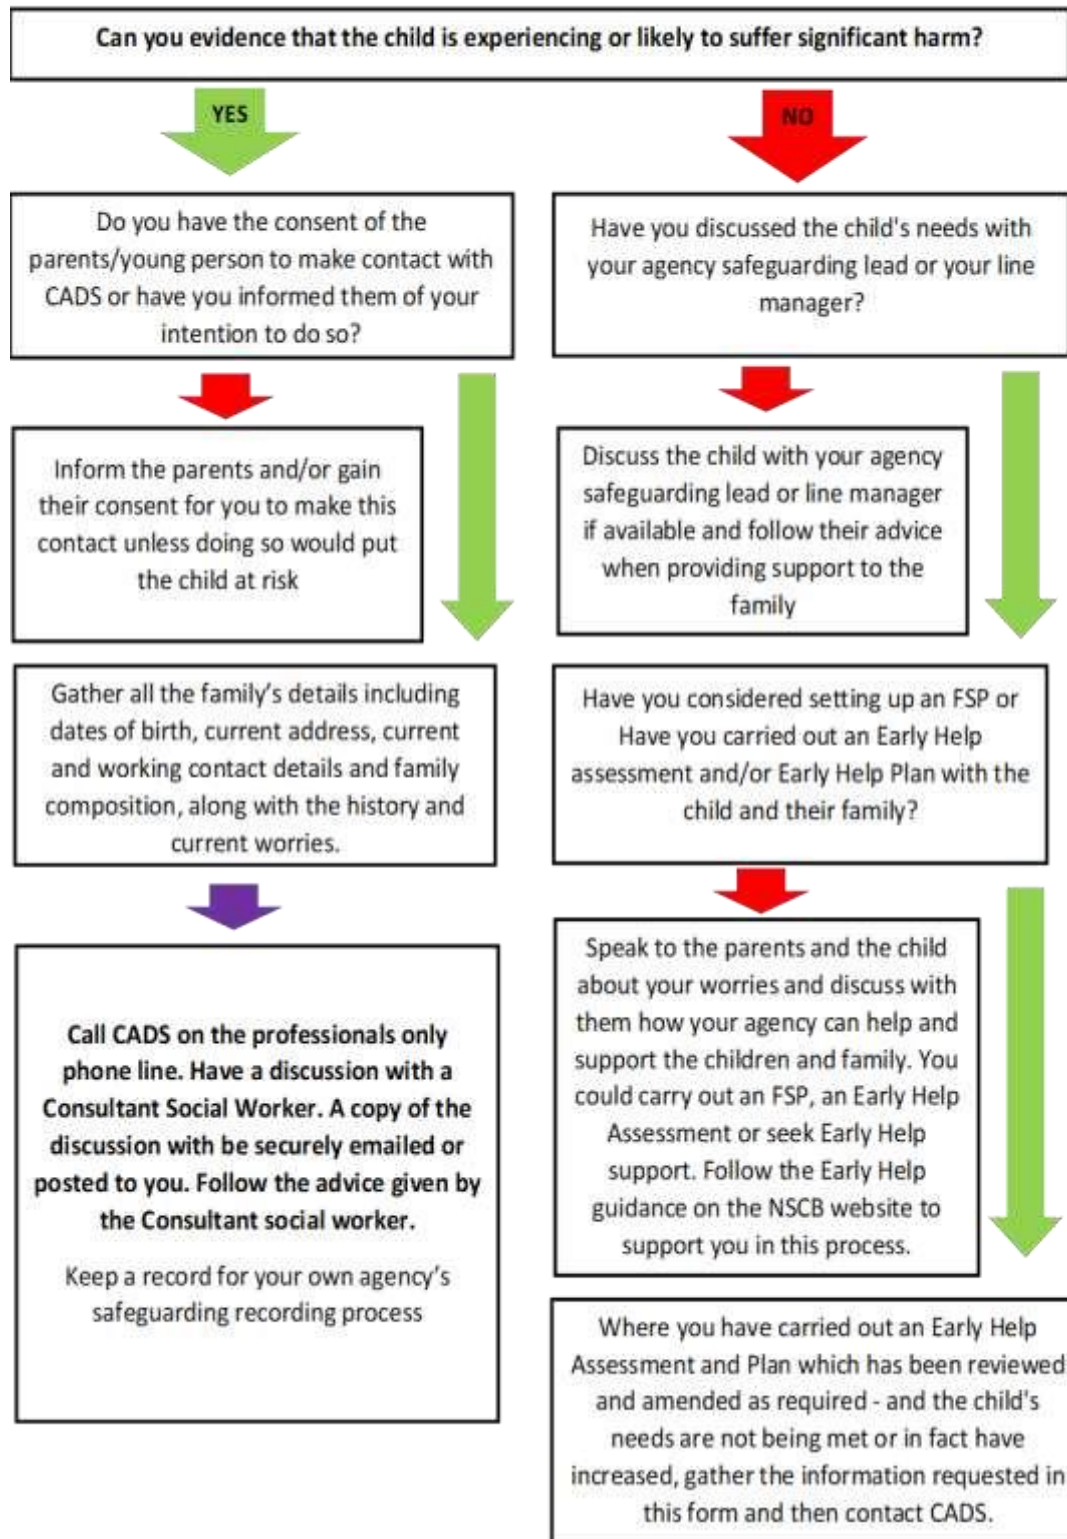 Can you evidence that the child is experiencing or likely to suffer significant harm?
YES
NO
Do you have the consent of the
parents/young person to make contact with
CADS or have you informed them of your
intention to do so?
Have you discussed the child's needs with
your agency safeguarding lead or your line
manager?
Inform the parents and/or gain
their consent for you to make this
contact unless doing so would put
the child at risk
Discuss the child with your agency
safeguarding lead or line manager
if available and follow their advice
when providing support to the
family
Gather all the family's details including
dates of birth, current address, current
and working contact details and family
composition, along with the history and
current worries.
Have you considered setting up an FSP or
Have you carried out an Early Help
assessment and/or Early Help Plan with the
child and their family?
Call CADS on the professionals only
phone line. Have a discussion with a
Consultant Social Worker. A copy of the
discussion with be securely emailed or
posted to you. Follow the advice given by
the Consultant social worker.
Keep a record for your own agency's
safeguarding recording process
Speak to the parents and the child
about your worries and discuss with
them how your agency can help and
support the children and family. You
could carry out an FSP, an Early Help
Assessment or seek Early Help
support. Follow the Early Help
guidance on the NSCB website to
support you in this process.
Where you have carried out an Early Help
Assessment and Plan which has been reviewed
and amended as required - and the child's
needs are not being met or in fact have
increased, gather the information requested in
this form and then contact CADS.